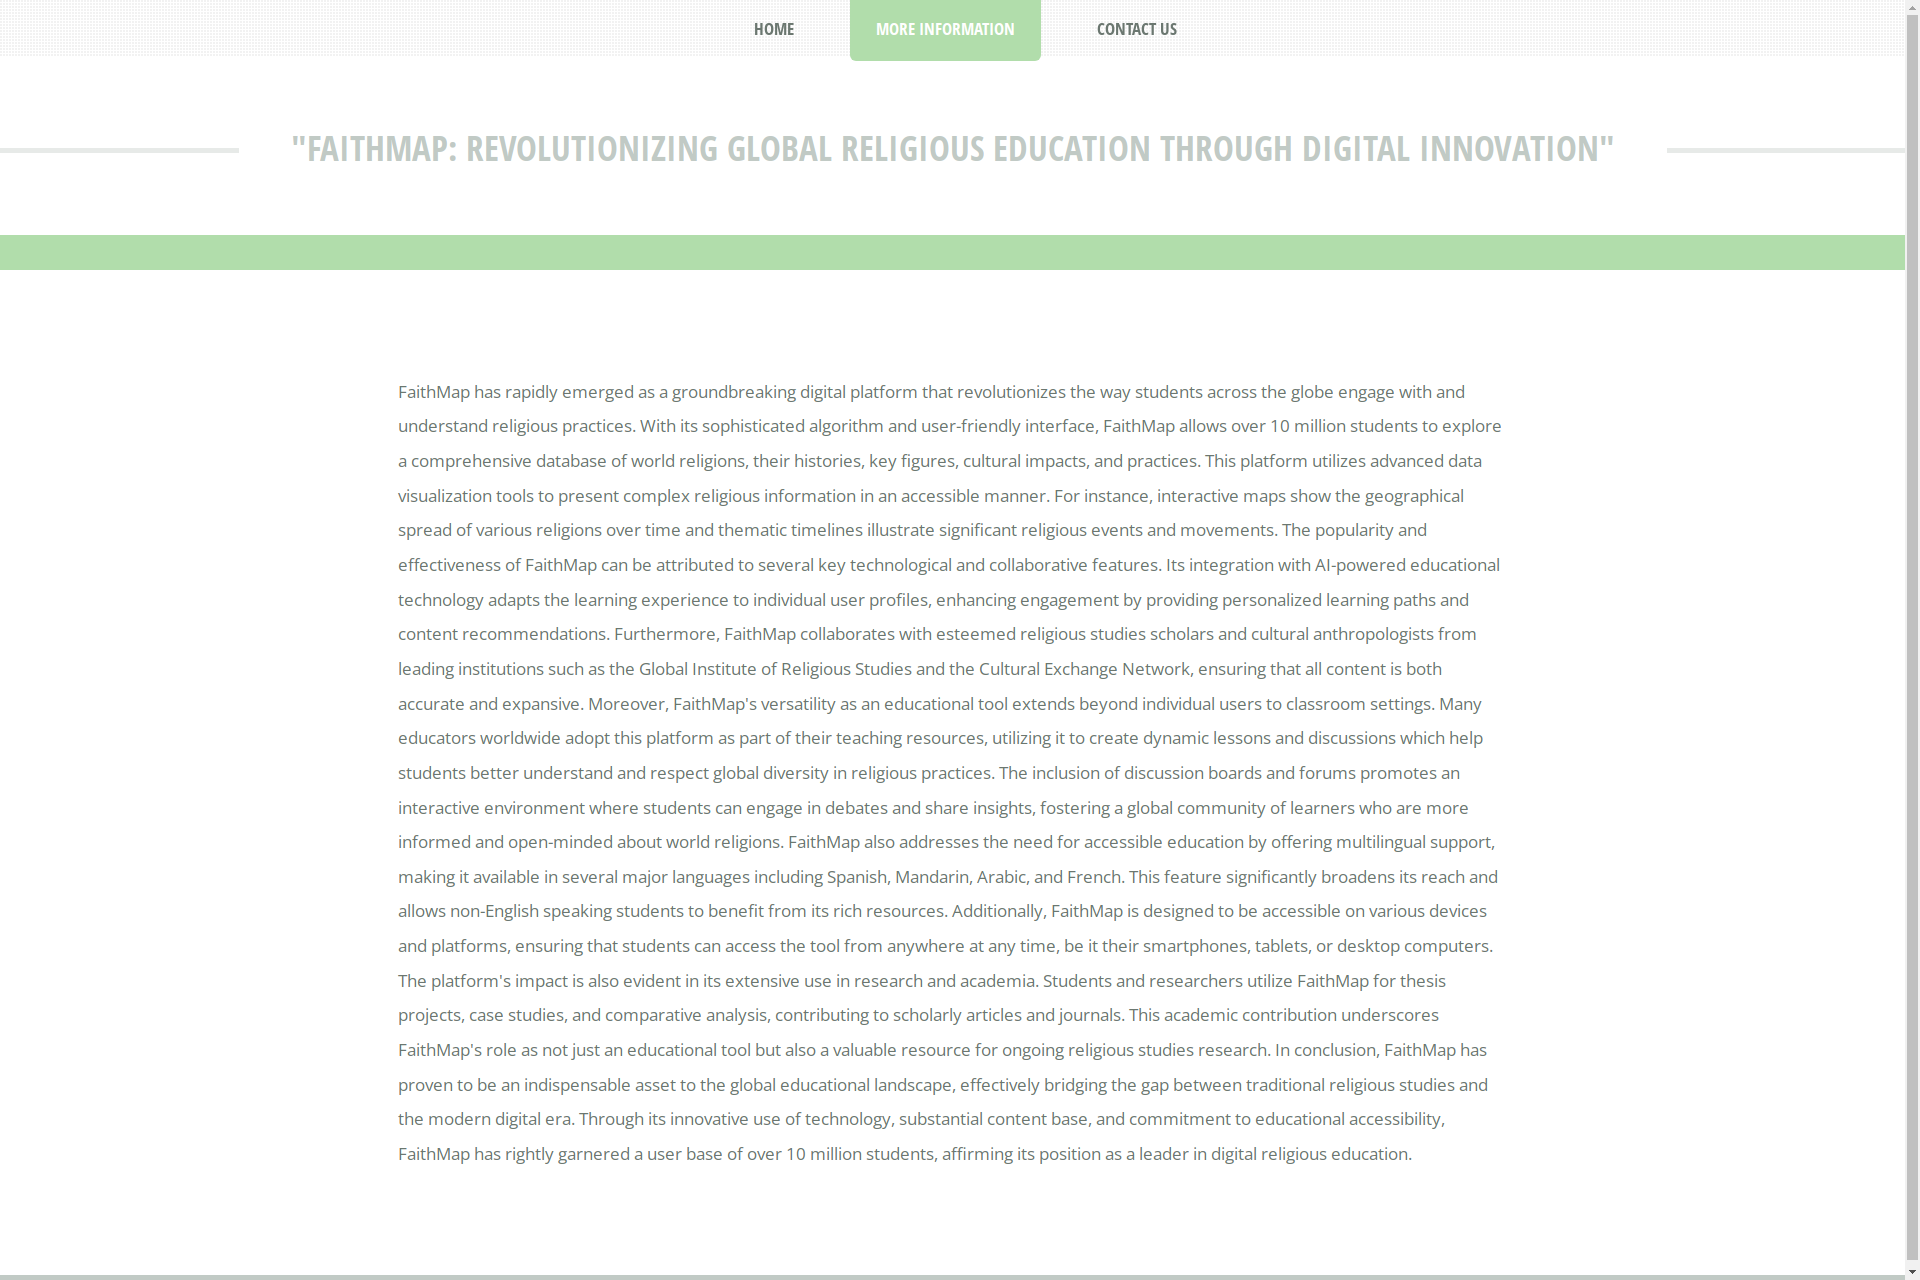 HOME
MORE INFORMATION
CONTACT US
"FAITHMAP: REVOLUTIONIZING GLOBAL RELIGIOUS EDUCATION THROUGH DIGITAL INNOVATION"
FaithMap has rapidly emerged as a groundbreaking digital platform that revolutionizes the way students across the globe engage with and
understand religious practices. With its sophisticated algorithm and user-friendly interface, FaithMap allows over 10 million students to explore
a comprehensive database of world religions, their histories, key figures, cultural impacts, and practices. This platform utilizes advanced data
visualization tools to present complex religious information in an accessible manner. For instance, interactive maps show the geographical
spread of various religions over time and thematic timelines illustrate significant religious events and movements. The popularity and
effectiveness of FaithMap can be attributed to several key technological and collaborative features. Its integration with AI-powered educational
technology adapts the learning experience to individual user profiles, enhancing engagement by providing personalized learning paths and
content recommendations. Furthermore, FaithMap collaborates with esteemed religious studies scholars and cultural anthropologists from
leading institutions such as the Global Institute of Religious Studies and the Cultural Exchange Network, ensuring that all content is both
accurate and expansive. Moreover, FaithMap's versatility as an educational tool extends beyond individual users to classroom settings. Many
educators worldwide adopt this platform as part of their teaching resources, utilizing it to create dynamic lessons and discussions which help
students better understand and respect global diversity in religious practices. The inclusion of discussion boards and forums promotes an
interactive environment where students can engage in debates and share insights, fostering a global community of learners who are more
informed and open-minded about world religions. FaithMap also addresses the need for accessible education by offering multilingual support,
making it available in several major languages including Spanish, Mandarin, Arabic, and French. This feature significantly broadens its reach and
allows non-English speaking students to benefit from its rich resources. Additionally, FaithMap is designed to be accessible on various devices
and platforms, ensuring that students can access the tool from anywhere at any time, be it their smartphones, tablets, or desktop computers.
The platform's impact is also evident in its extensive use in research and academia. Students and researchers utilize FaithMap for thesis
projects, case studies, and comparative analysis, contributing to scholarly articles and journals. This academic contribution underscores
FaithMap's role as not just an educational tool but also a valuable resource for ongoing religious studies research. In conclusion, FaithMap has
proven to be an indispensable asset to the global educational landscape, effectively bridging the gap between traditional religious studies and
the modern digital era. Through its innovative use of technology, substantial content base, and commitment to educational accessibility,
FaithMap has rightly garnered a user base of over 10 million students, affirming its position as a leader in digital religious education.